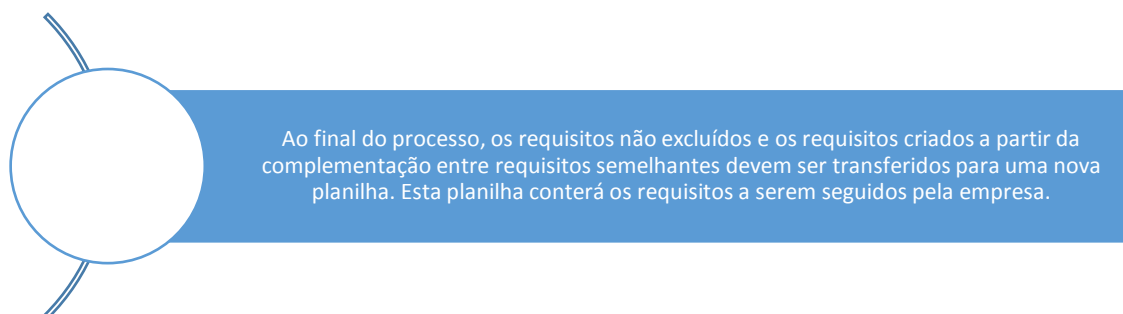 Ao final do processo, os requisitos não excluídos e os requisitos criados a partir da
complementação entre requisitos semelhantes devem ser transferidos para uma nova
planilha. Esta planilha conterá os requisitos a serem seguidos pela empresa.